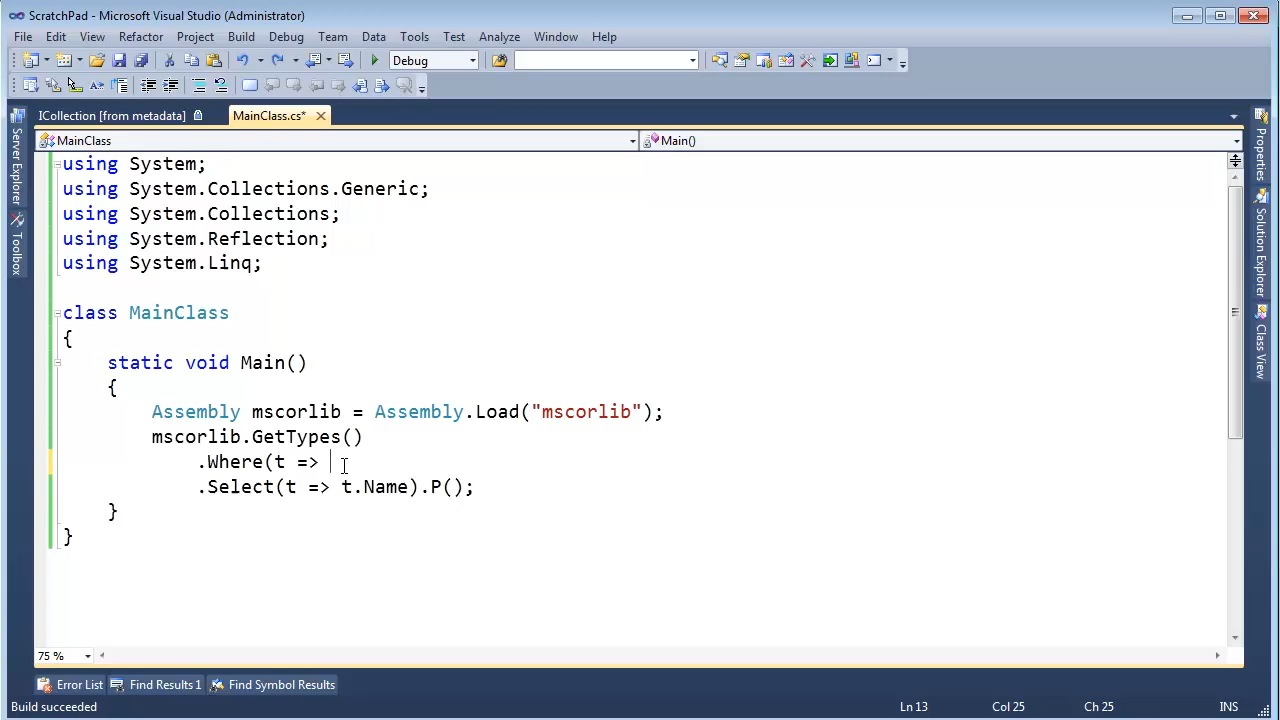 ScratchPad - Microsoft Visual Studio (Administrator)
File Edit View Refactor Project Build Debug Team Data Tools Test Analyze Window Help
Debug
ICollection [from metadata] MainClass.cs*
MainClass Main()
Server Explorer
Toolbox
using System;
using System.Collections.Generic;
using System.Collections;
using System.Reflection;
using System.Linq;
class MainClass
{
static void Main()
{
Assembly mscorlib = Assembly.Load("mscorlib");
mscorlib.GetTypes()
.Where(t =>
.Select(t => t.Name).P();
}
}
Properties
Solution Explorer
Class View
75 %
Error List Find Results 1 Find Symbol Results
Build succeeded Ln 13 Col 25 Ch 25 INS